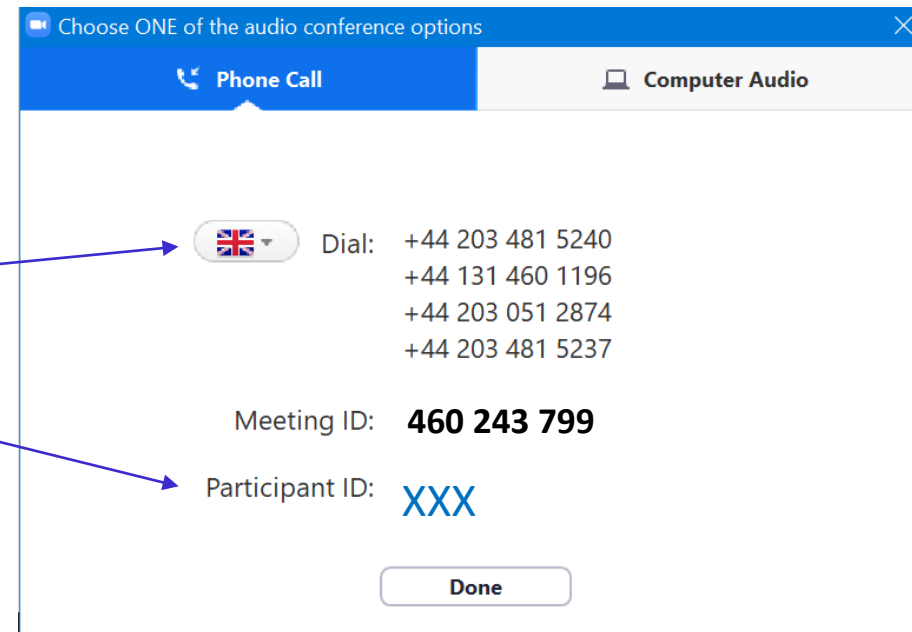 Choose ONE of the audio conference options
Phone Call
Computer Audio
Dial: +44 203 481 5240
+44 131 460 1196
+44 203 051 2874
+44 203 481 5237
Meeting ID: 460 243 799
Participant ID: XXX
Done